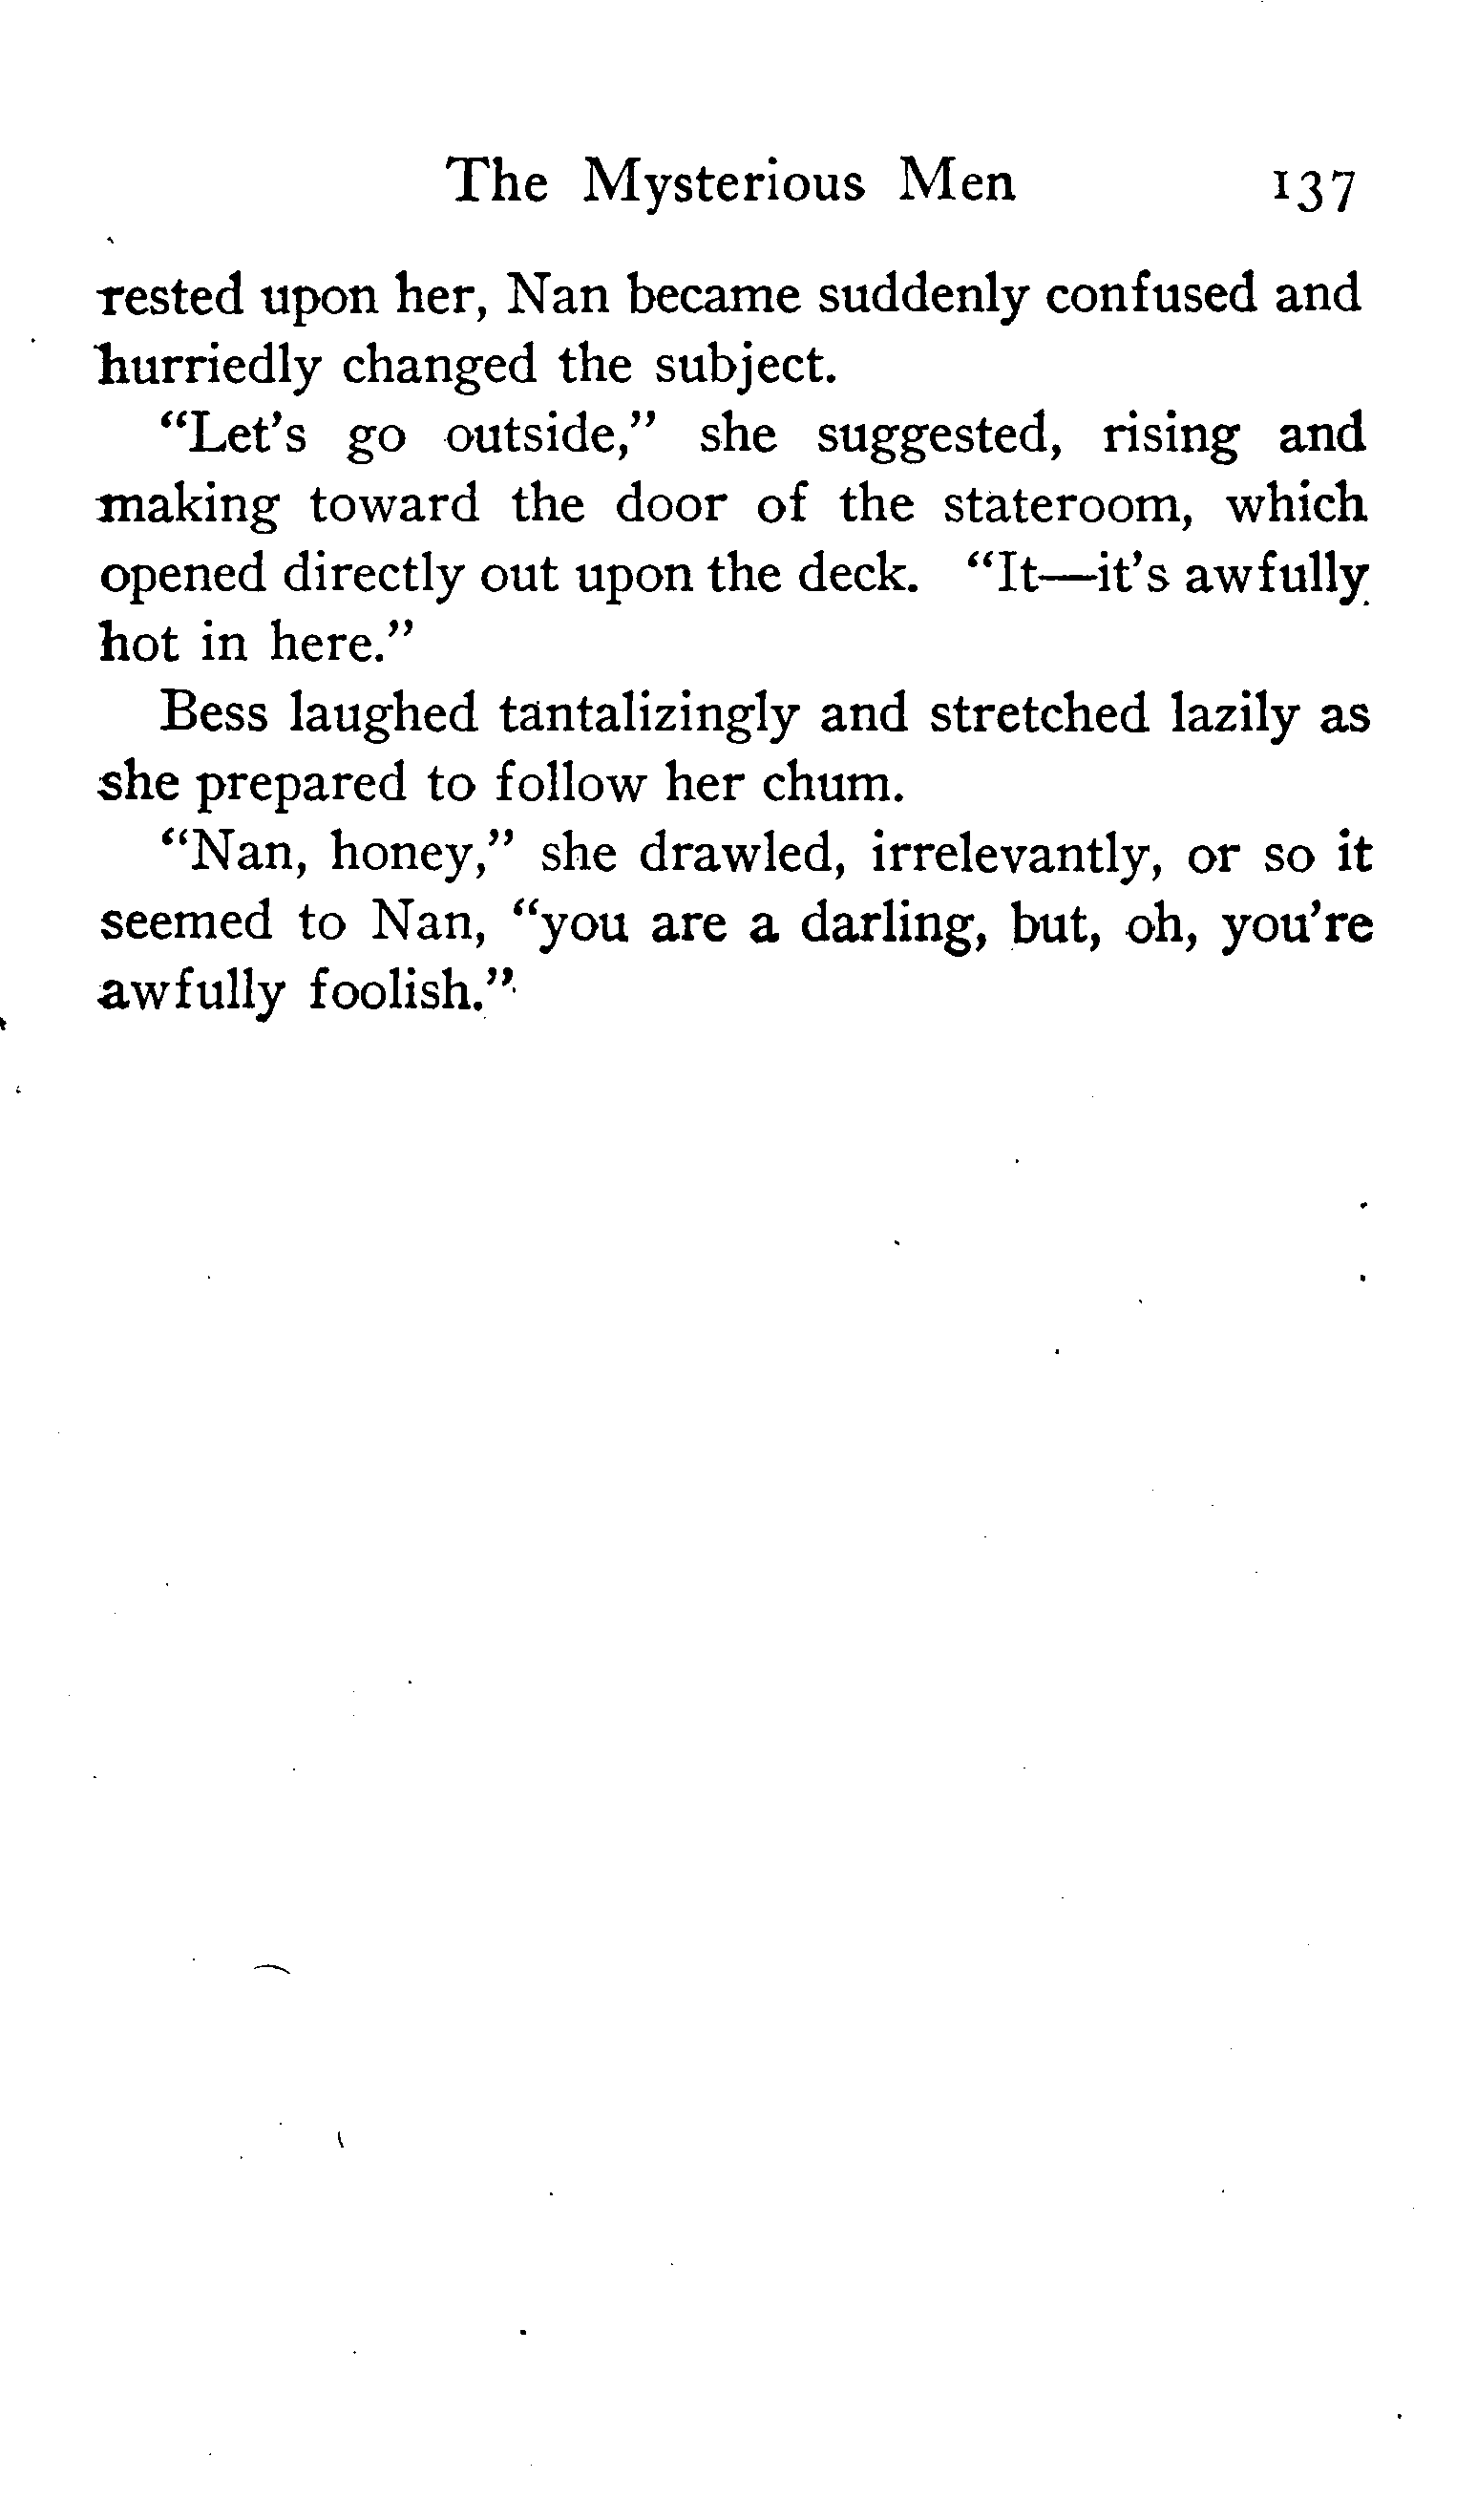 The Mysterious Men 137
rested upon her, Nan became suddenly confused and
hurriedly changed the subject.
“Let’s go outside,” she suggested, rising and
making toward the door of the stateroom, which
opened directly out upon the deck. “It—it’s awfully
hot in here.”
Bess laughed tantalizingly and stretched lazily as
she prepared to follow her chum.
“Nan, honey,” she drawled, irrelevantly, or so it
seemed to Nan, “you are a darling, but, oh, you’re
awfully foolish.”